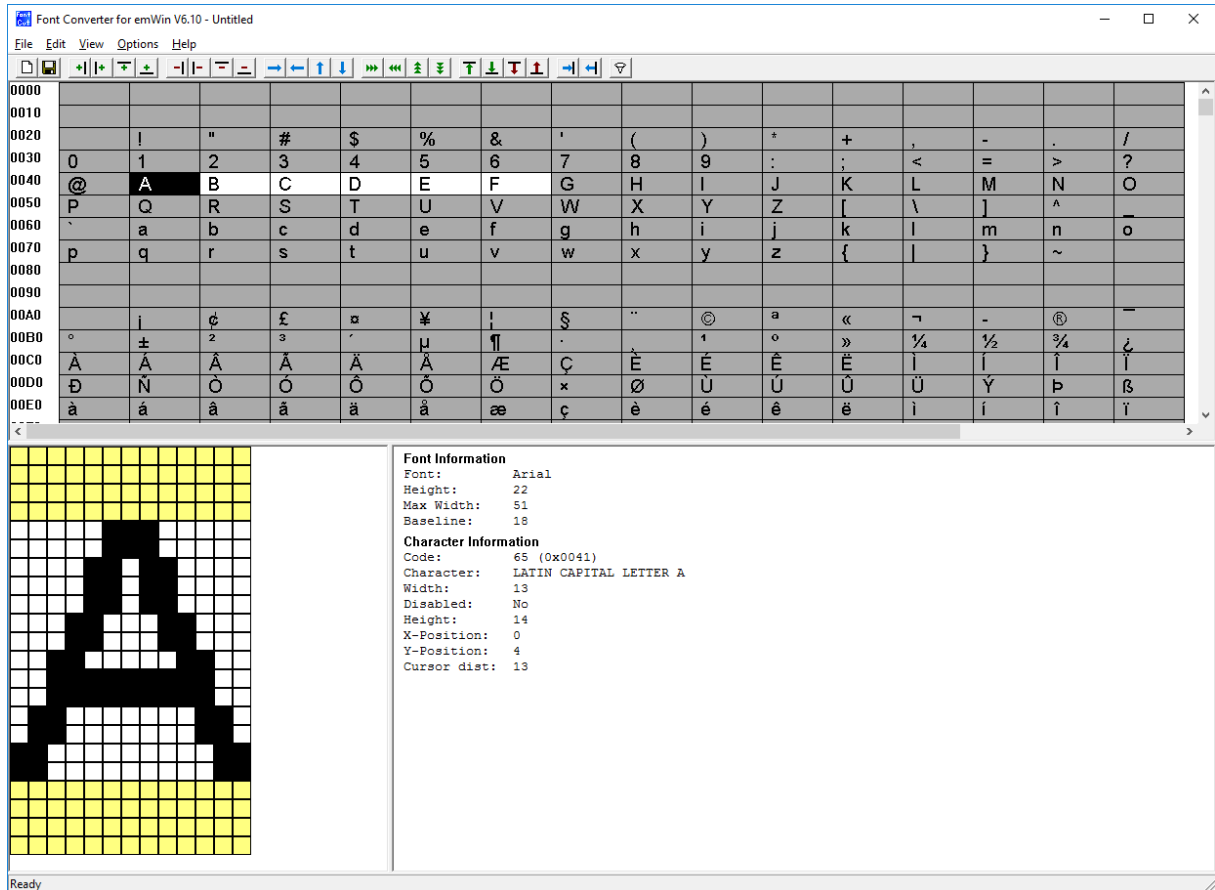 Font Converter for emWin V6.10 - Untitled
File Edit View Options Help
0000
0010
0020 ! " # $ % & ' ( ) * + , - . /
0030 0 1 2 3 4 5 6 7 8 9 : ; < = > ?
0040 @ A B C D E F G H I J K L M N O
0050 P Q R S T U V W X Y Z [ \ ] ^ _
0060 ` a b c d e f g h i j k l m n o
0070 p q r s t u v w x y z { | } ~
0080
0090
00A0 ¡ ¢ £ ¤ ¥ ¦ § ¨ © ª « ¬ - ® ¯
00B0 ° ± ² ³ ´ µ ¶ · ¸ ¹ º » ¼ ½ ¾ ¿
00C0 À Á Â Ã Ä Å Æ Ç È É Ê Ë Ì Í Î Ï
00D0 Ð Ñ Ò Ó Ô Õ Ö × Ø Ù Ú Û Ü Ý Þ ß
00E0 à á â ã ä å æ ç è é ê ë ì í î ï
Font Information
Font: Arial
Height: 22
Max Width: 51
Baseline: 18
Character Information
Code: 65 (0x0041)
Character: LATIN CAPITAL LETTER A
Width: 13
Disabled: No
Height: 14
X-Position: 0
Y-Position: 4
Cursor dist: 13
Ready